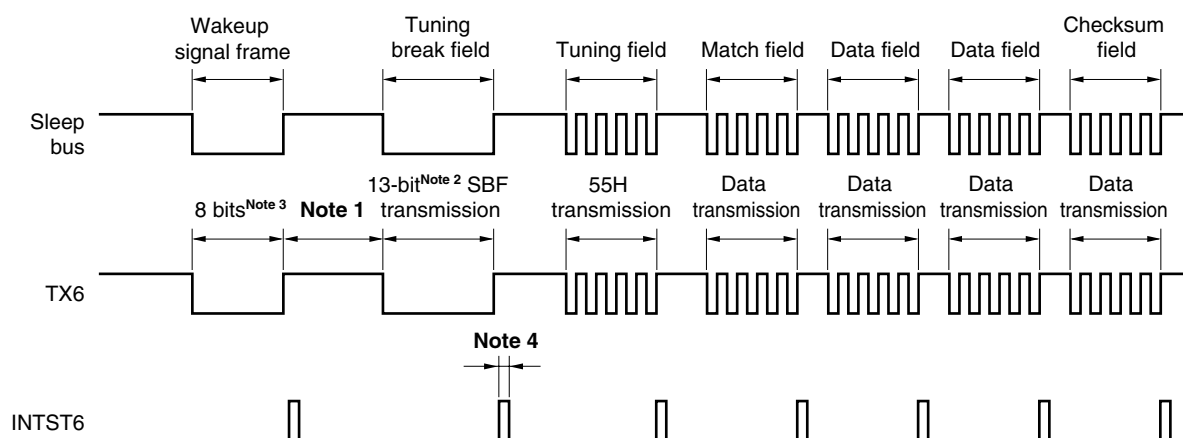 Wakeup
signal frame
Tuning
break field
Tuning field
Match field
Data field
Data field
Checksum
field
Sleep
bus
8 bitsNote 3
Note 1
13-bitNote 2 SBF
transmission
55H
transmission
Data
transmission
Data
transmission
Data
transmission
Data
transmission
TX6
Note 4
INTST6